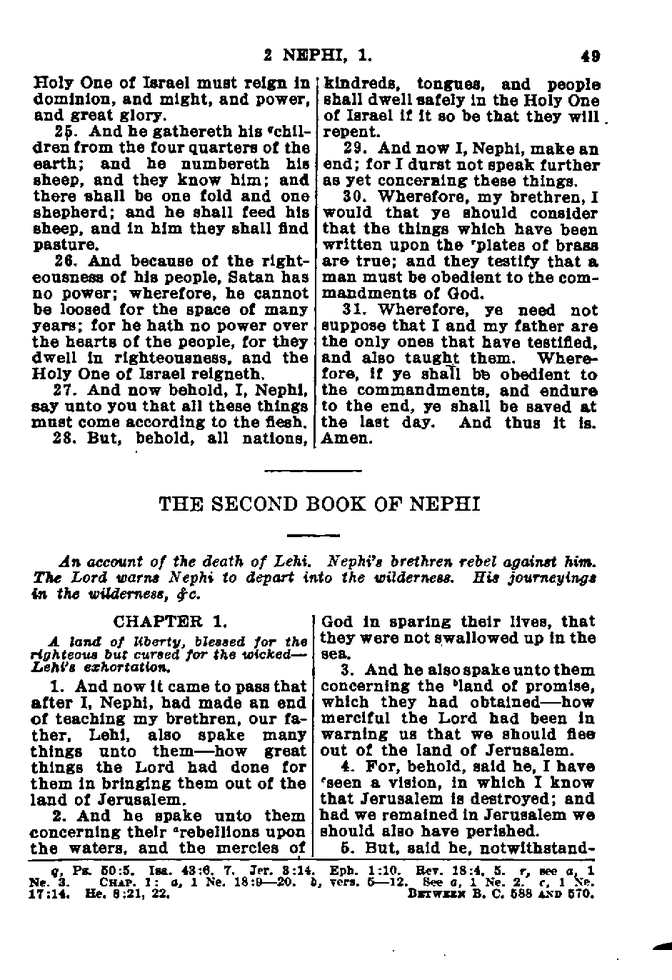 2 NEPHI, 1. 49
Holy One of Israel must reign in
dominion, and might, and power,
and great glory.
25. And he gathereth his qchil-
dren from the four quarters of the
earth; and he numbereth his
sheep, and they know him; and
there shall be one fold and one
shepherd; and he shall feed his
sheep, and in him they shall find
pasture.
26. And because of the right-
eousness of his people, Satan has
no power; wherefore, he cannot
be loosed for the space of many
years; for he hath no power over
the hearts of the people, for they
dwell in righteousness, and the
Holy One of Israel reigneth.
27. And now behold, I, Nephi,
say unto you that all these things
must come according to the flesh.
28. But, behold, all nations,
kindreds, tongues, and people
shall dwell safely in the Holy One
of Israel if it so be that they will
repent.
29. And now I, Nephi, make an
end; for I durst not speak further
as yet concerning these things.
30. Wherefore, my brethren, I
would that ye should consider
that the things which have been
written upon the rplates of brass
are true; and they testify that a
man must be obedient to the com-
mandments of God.
31. Wherefore, ye need not
suppose that I and my father are
the only ones that have testified,
and also taught them. Where-
fore, if ye shall be obedient to
the commandments, and endure
to the end, ye shall be saved at
the last day. And thus it is.
Amen.
THE SECOND BOOK OF NEPHI
An account of the death of Lehi. Nephi's brethren rebel against him.
The Lord warns Nephi to depart into the wilderness. His journeyings
in the wilderness, &c.
CHAPTER 1.
A land of liberty, blessed for the
righteous but cursed for the wicked—
Lehi's exhortation.
1. And now it came to pass that
after I, Nephi, had made an end
of teaching my brethren, our fa-
ther, Lehi, also spake many
things unto them—how great
things the Lord had done for
them in bringing them out of the
land of Jerusalem.
2. And he spake unto them
concerning their arebellions upon
the waters, and the mercies of
God in sparing their lives, that
they were not swallowed up in the
sea.
3. And he also spake unto them
concerning the bland of promise,
which they had obtained—how
merciful the Lord had been in
warning us that we should flee
out of the land of Jerusalem.
4. For, behold, said he, I have
cseen a vision, in which I know
that Jerusalem is destroyed; and
had we remained in Jerusalem we
should also have perished.
5. But, said he, notwithstand-
q, Ps. 50:5. Isa. 43:6, 7. Jer. 3:14. Eph. 1:10. Rev. 18:4, 5. r, see a, 1
Ne. 3. CHAP. 1: a, 1 Ne. 18:9—20. b, vers. 5—12. See a, 1 Ne. 2. c, 1 Ne.
17:14. He. 8:21, 22. BETWEEN B. C. 588 AND 570.